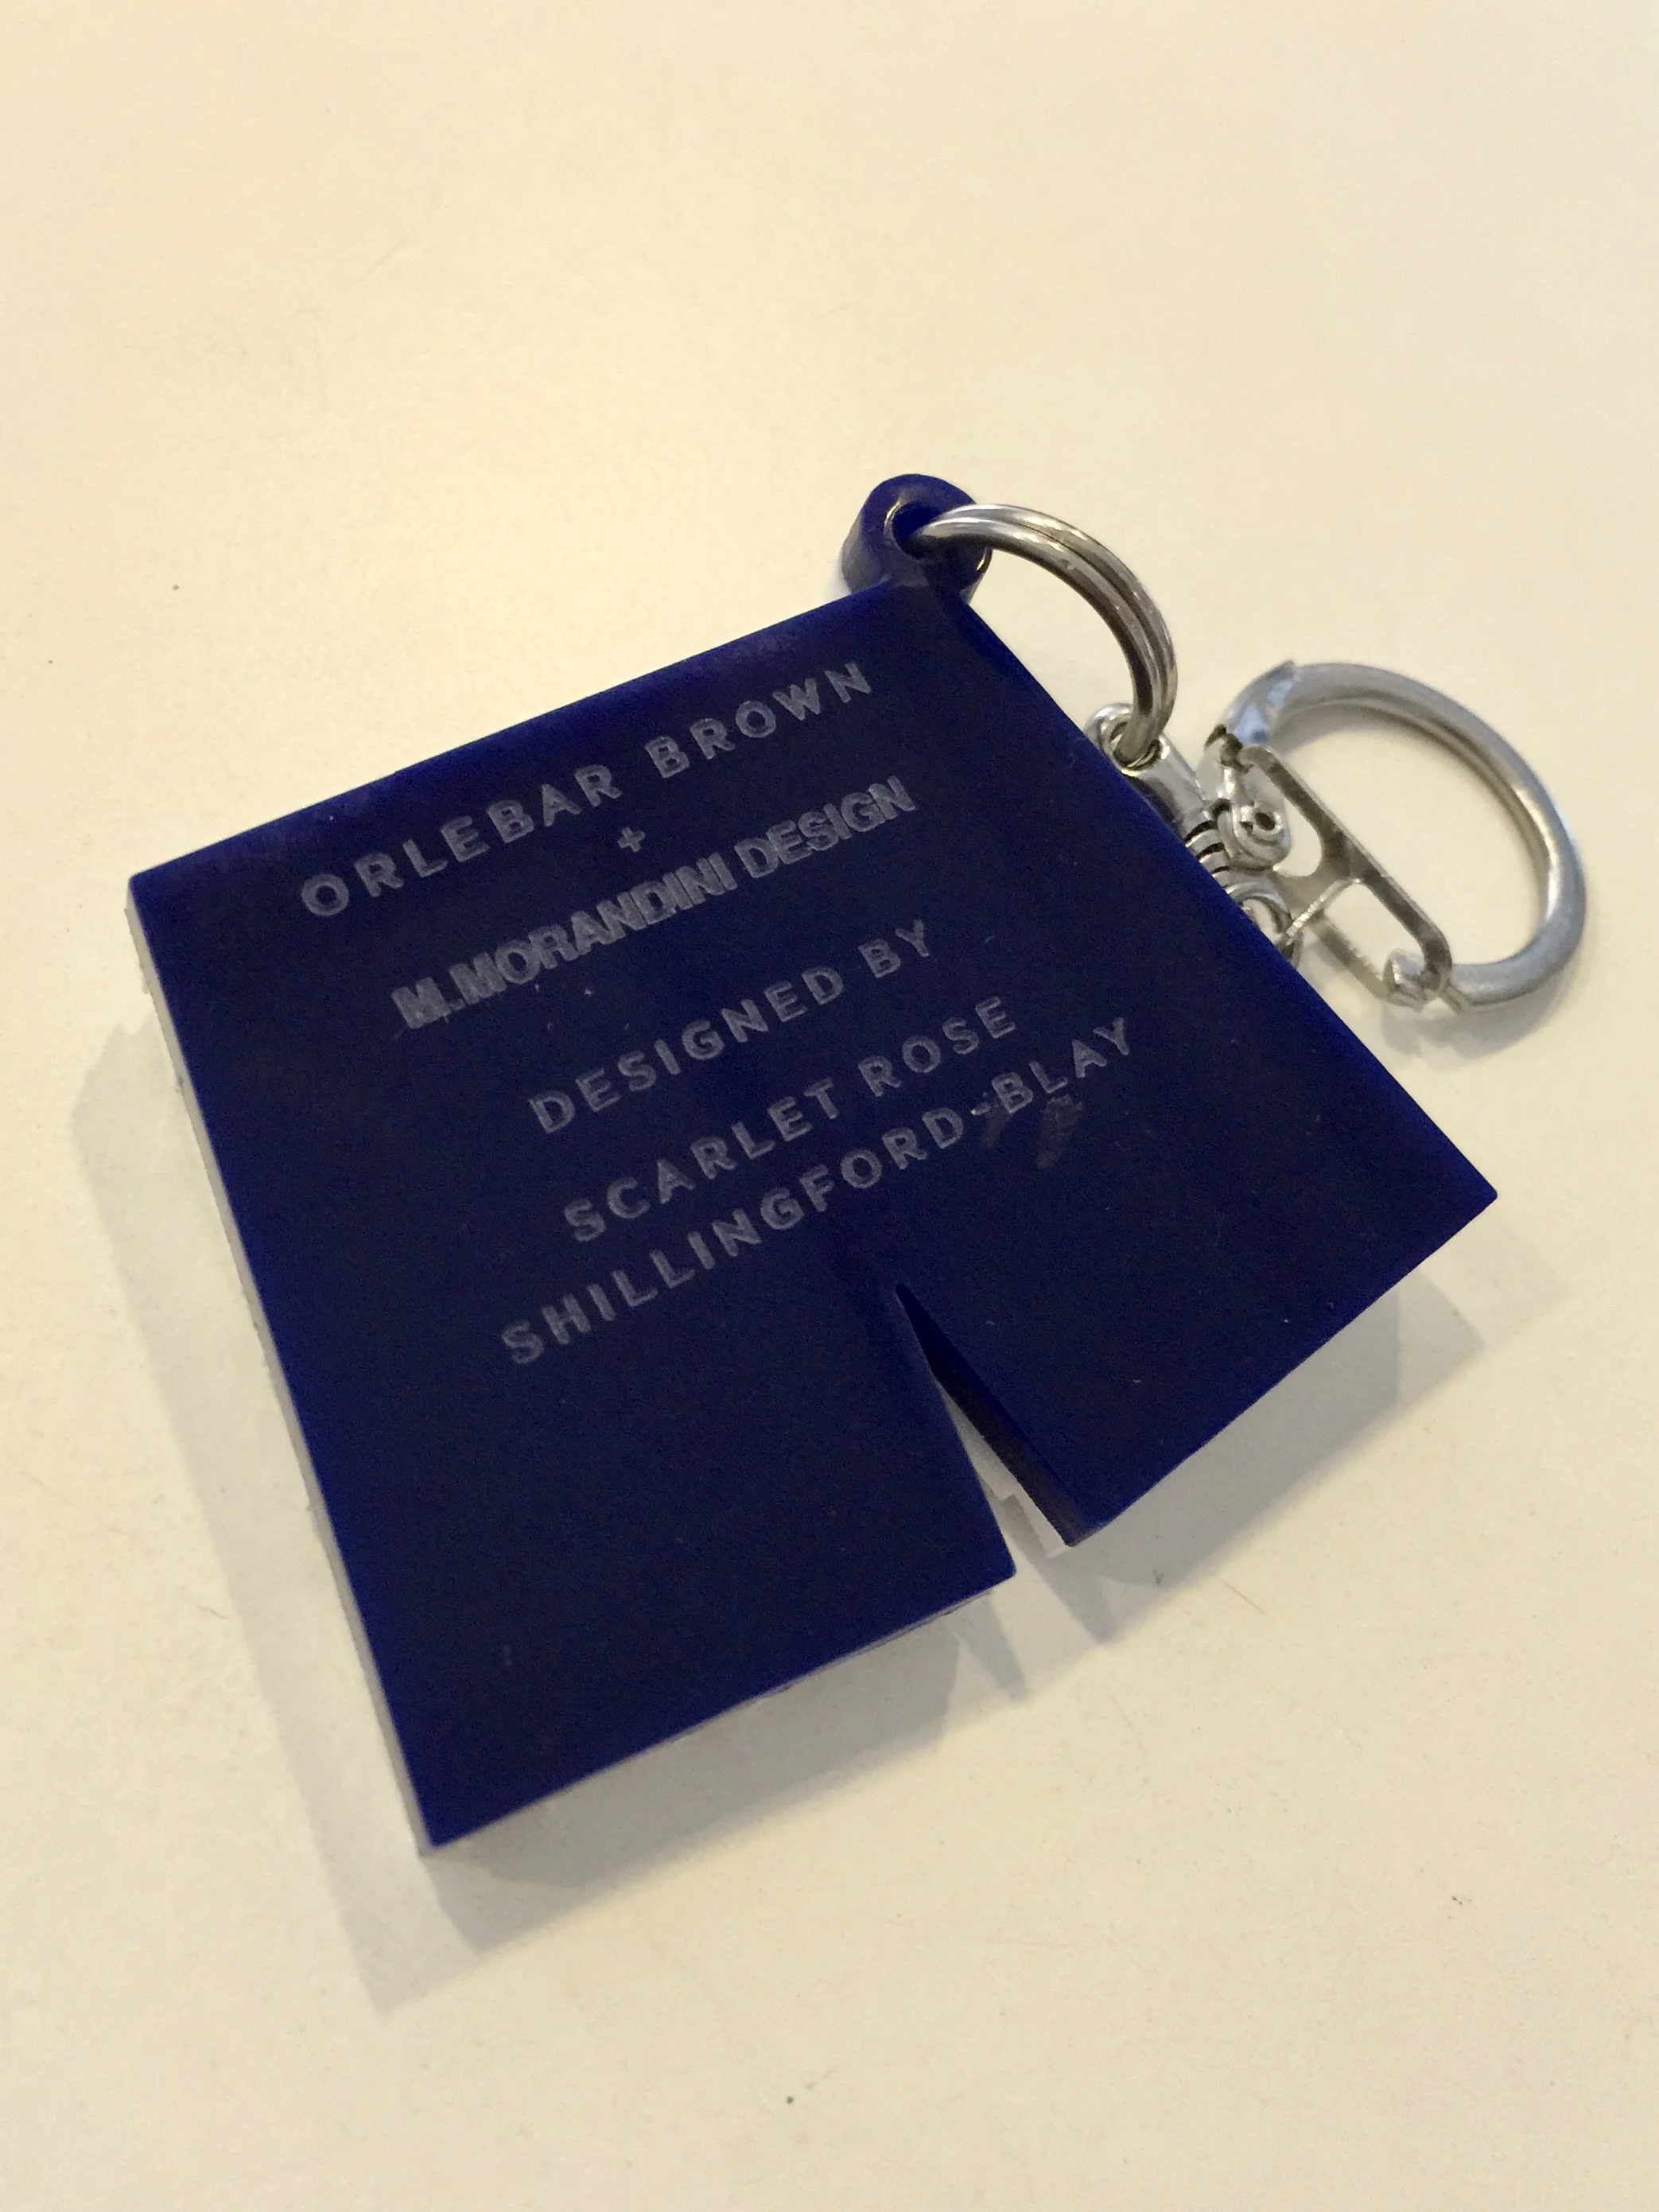 ORLEBAR BROWN
+
M.MORANDINI DESIGN
DESIGNED BY
SCARLET ROSE
SHILLINGFORD-BLAY